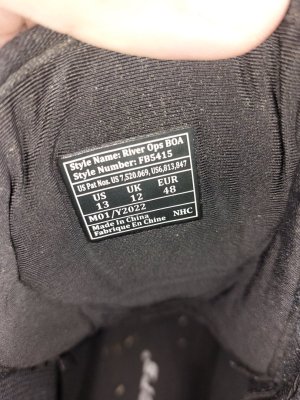 Style Name: River Ops BOA
Style Number: FB5415
US Pat Nos. US 7,520,069, US6,813,847
US UK EUR
13 12 48
M01/Y2022
Made In China NHC
Fabrique En Chine